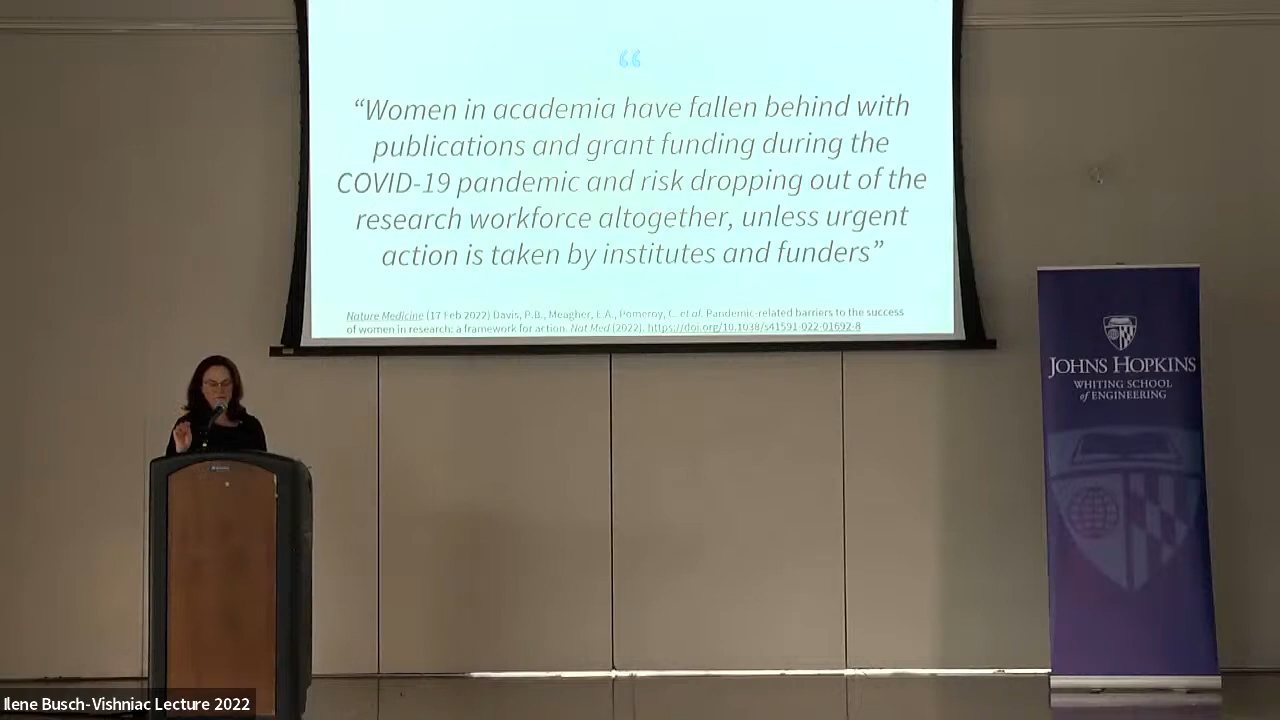 “
“Women in academia have fallen behind with
publications and grant funding during the
COVID-19 pandemic and risk dropping out of the
research workforce altogether, unless urgent
action is taken by institutes and funders”
Nature Medicine (17 Feb 2022) Davis, P.B., Meagher, E.A., Pomeroy, C. et al. Pandemic-related barriers to the success
of women in research: a framework for action. Nat Med (2022). https://doi.org/10.1038/s41591-022-01692-8
JOHNS HOPKINS
WHITING SCHOOL
of ENGINEERING
Ilene Busch-Vishniac Lecture 2022